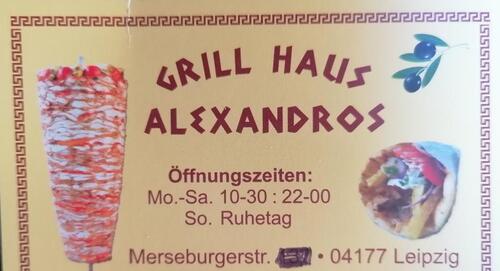 GRILL HAUS
ALEXANDROS
Öffnungszeiten:
Mo.-Sa. 10-30 : 22-00
So. Ruhetag
Merseburgerstr. • 04177 Leipzig